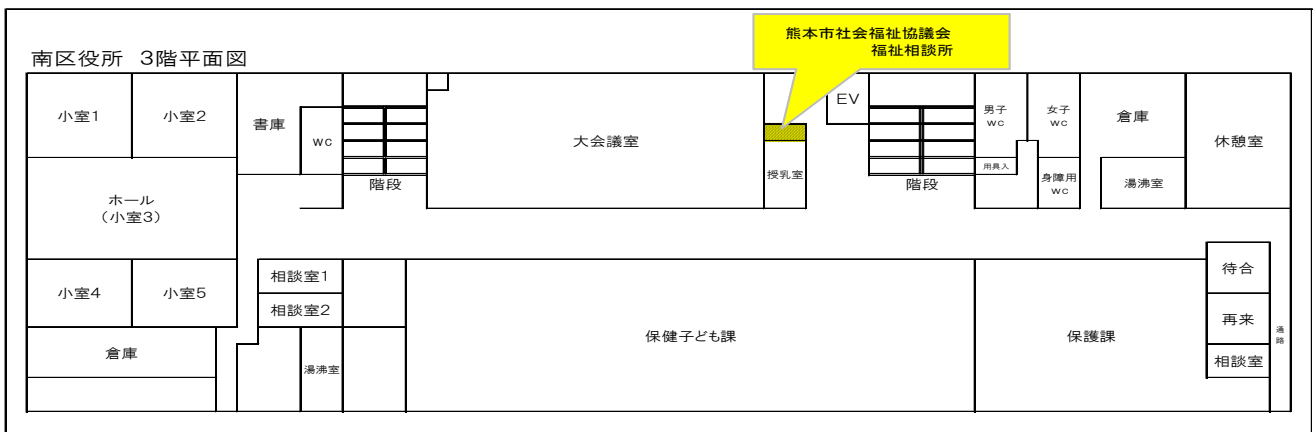 熊本市社会福祉協議会
福祉相談所
南区役所 3階平面図
小室1
小室2
書庫
WC
階段
大会議室
授乳室
EV
階段
男子
WC
用具入
女子
WC
身障用
WC
倉庫
湯沸室
休憩室
ホール
(小室3)
小室4
小室5
倉庫
相談室1
相談室2
湯沸室
保健子ども課
保護課
待合
再来
相談室
通路